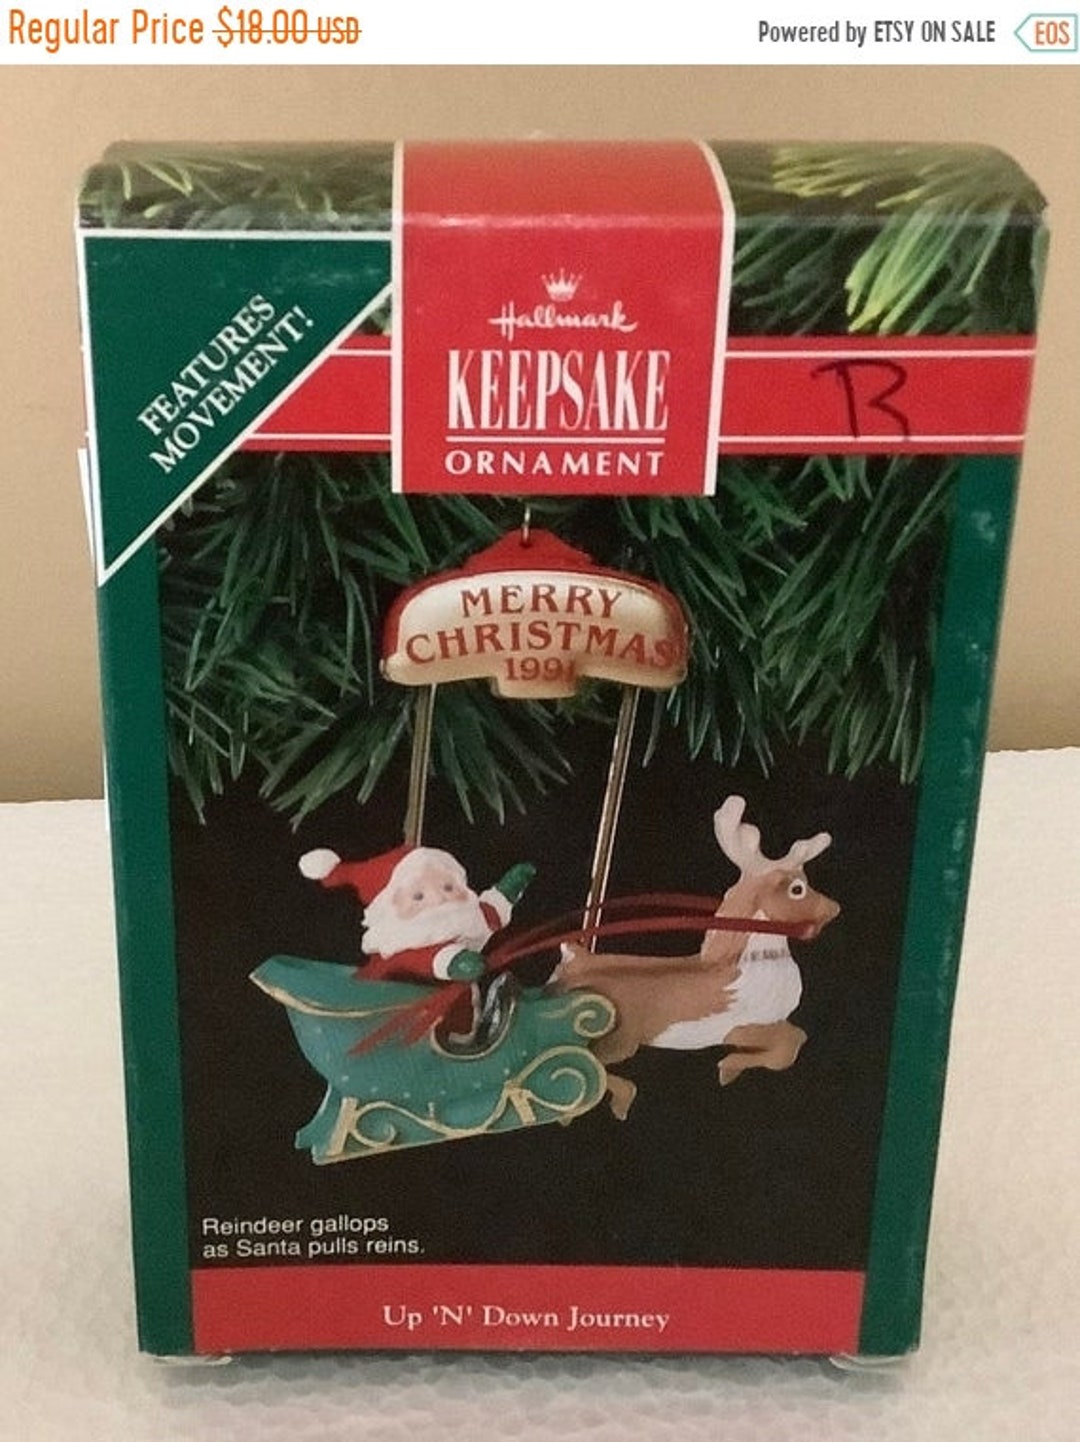 Regular Price $18.00 USD
Powered by ETSY ON SALE EOS
FEATURES
MOVEMENT!
Hallmark
KEEPSAKE
ORNAMENT
B
MERRY
CHRISTMAS
1991
Reindeer gallops
as Santa pulls reins.
Up 'N' Down Journey